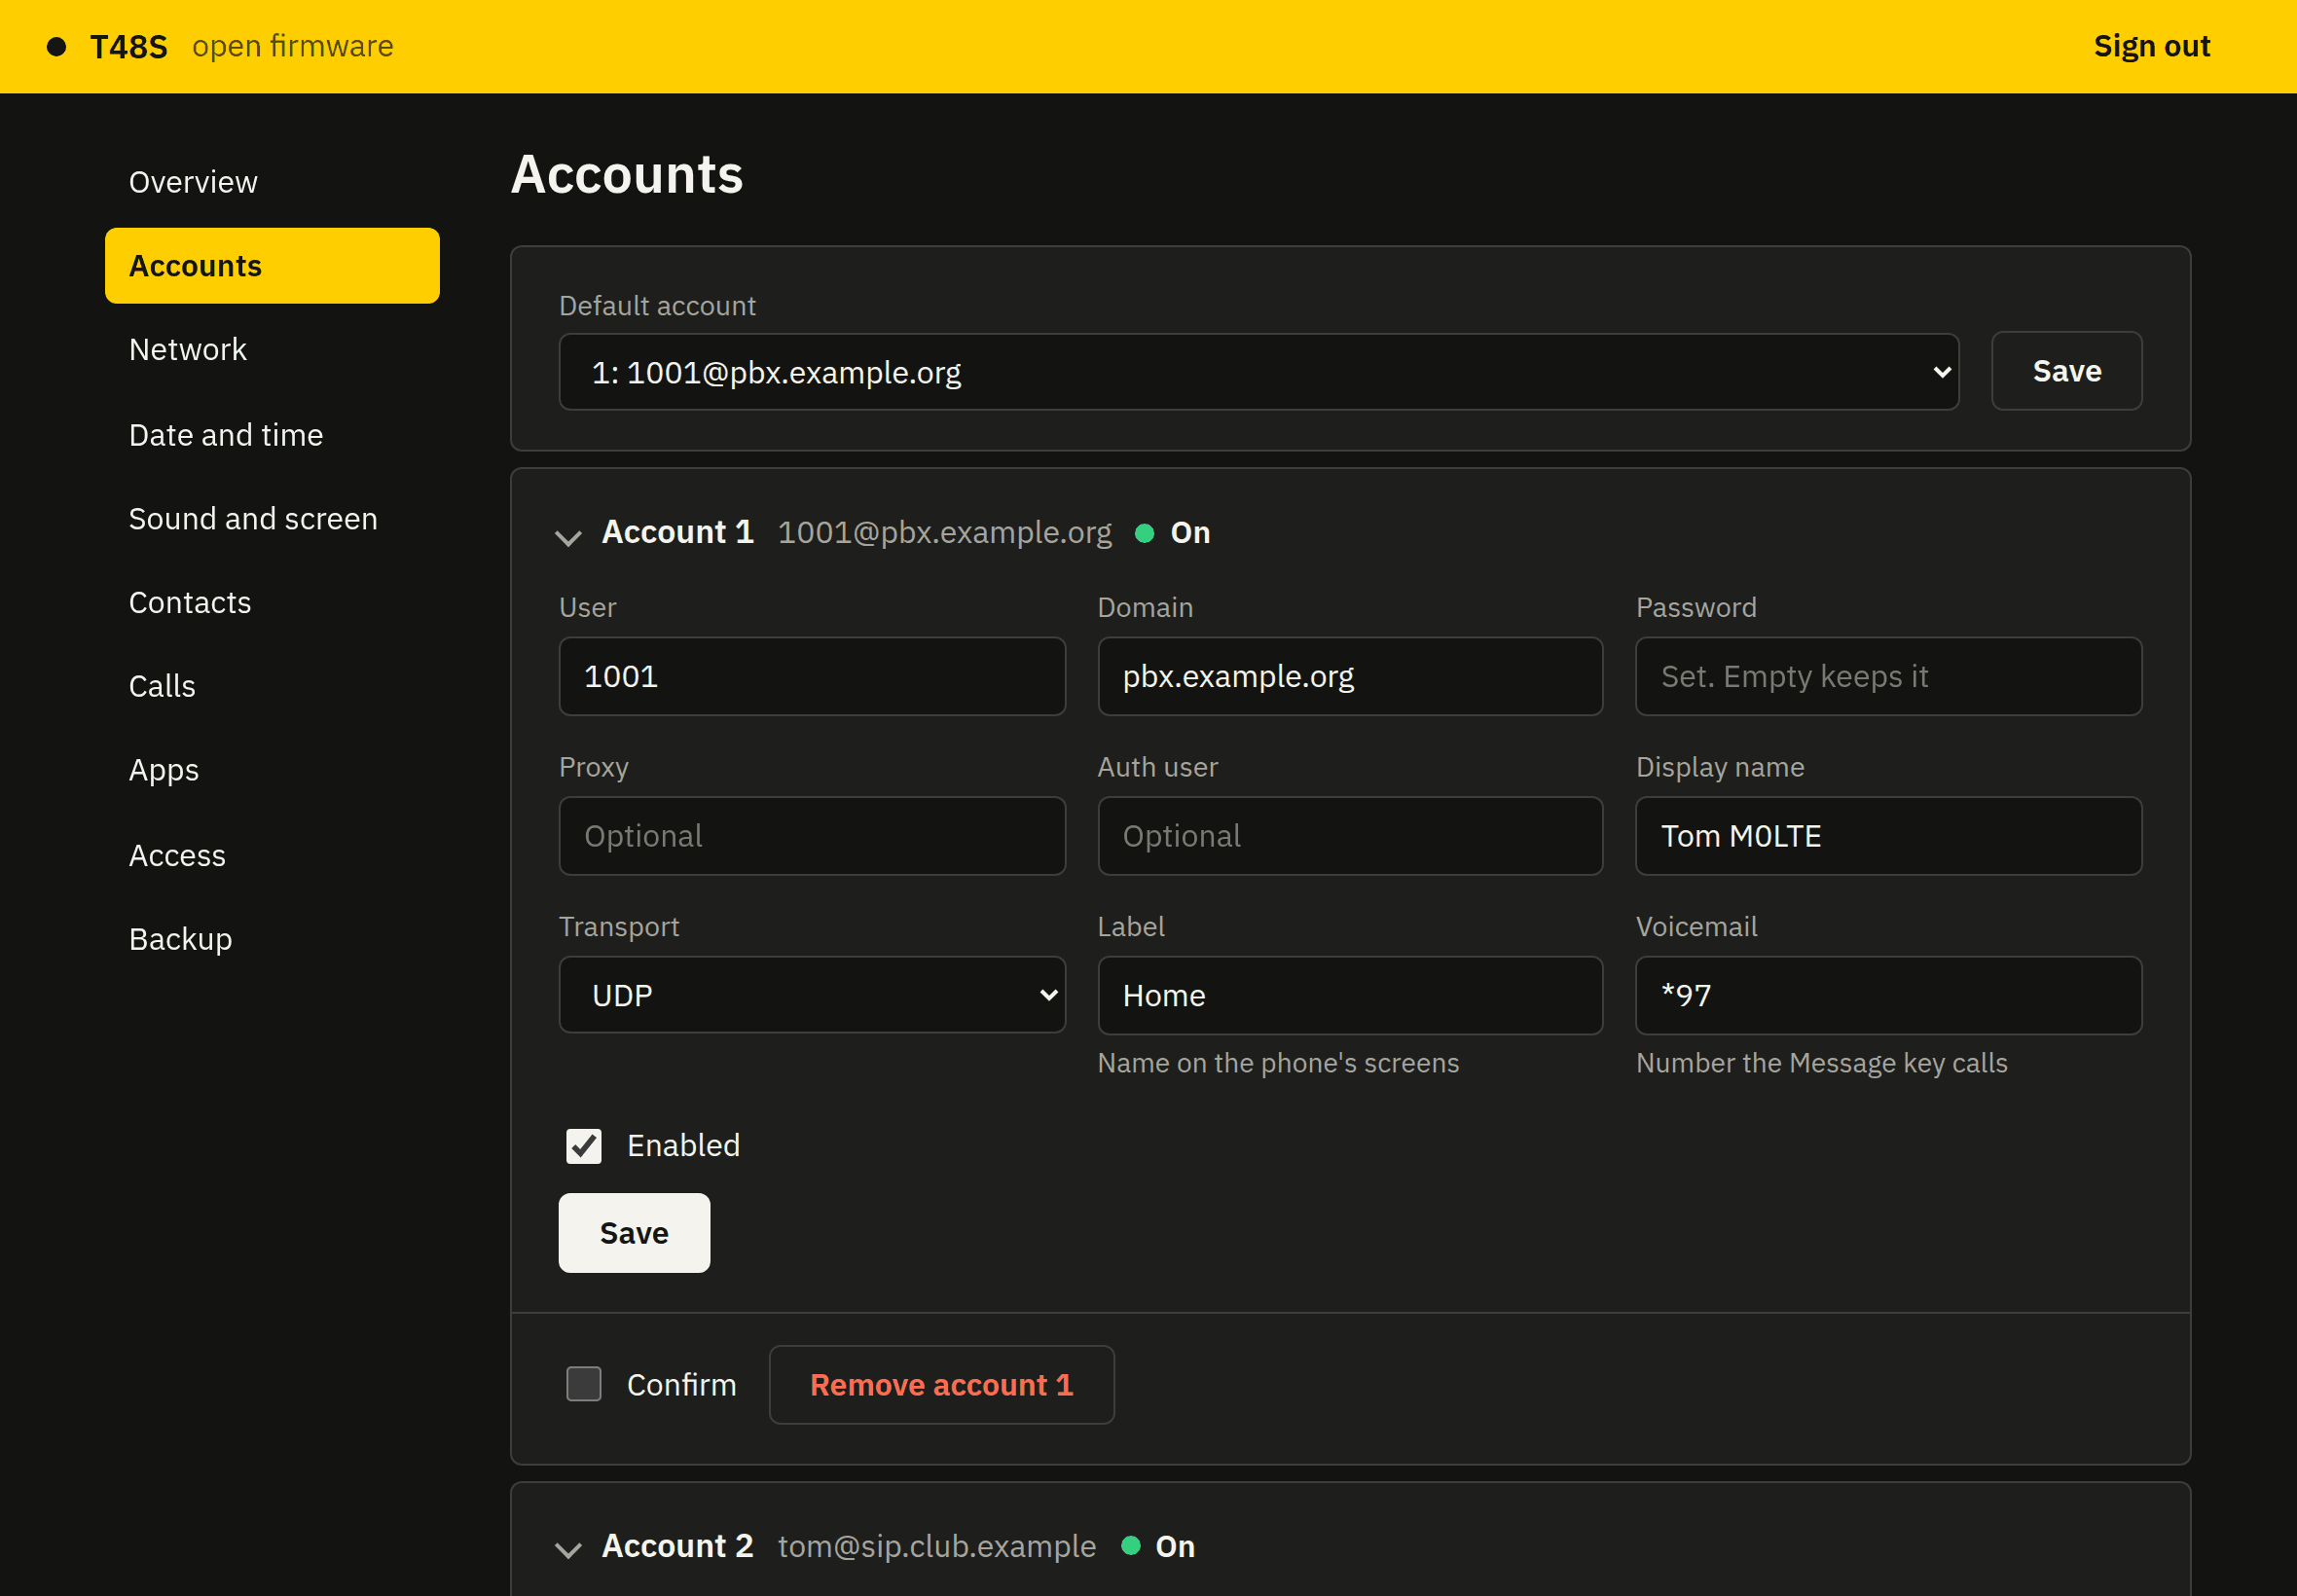 T48S open firmware
Sign out
Overview
Accounts
Network
Date and time
Sound and screen
Contacts
Calls
Apps
Access
Backup
Accounts
Default account
1: 1001@pbx.example.org
Save
Account 1 1001@pbx.example.org On
User Domain Password
1001 pbx.example.org Set. Empty keeps it
Proxy Auth user Display name
Optional Optional Tom M0LTE
Transport Label Voicemail
UDP Home *97
Name on the phone's screens Number the Message key calls
Enabled
Save
Confirm Remove account 1
Account 2 tom@sip.club.example On